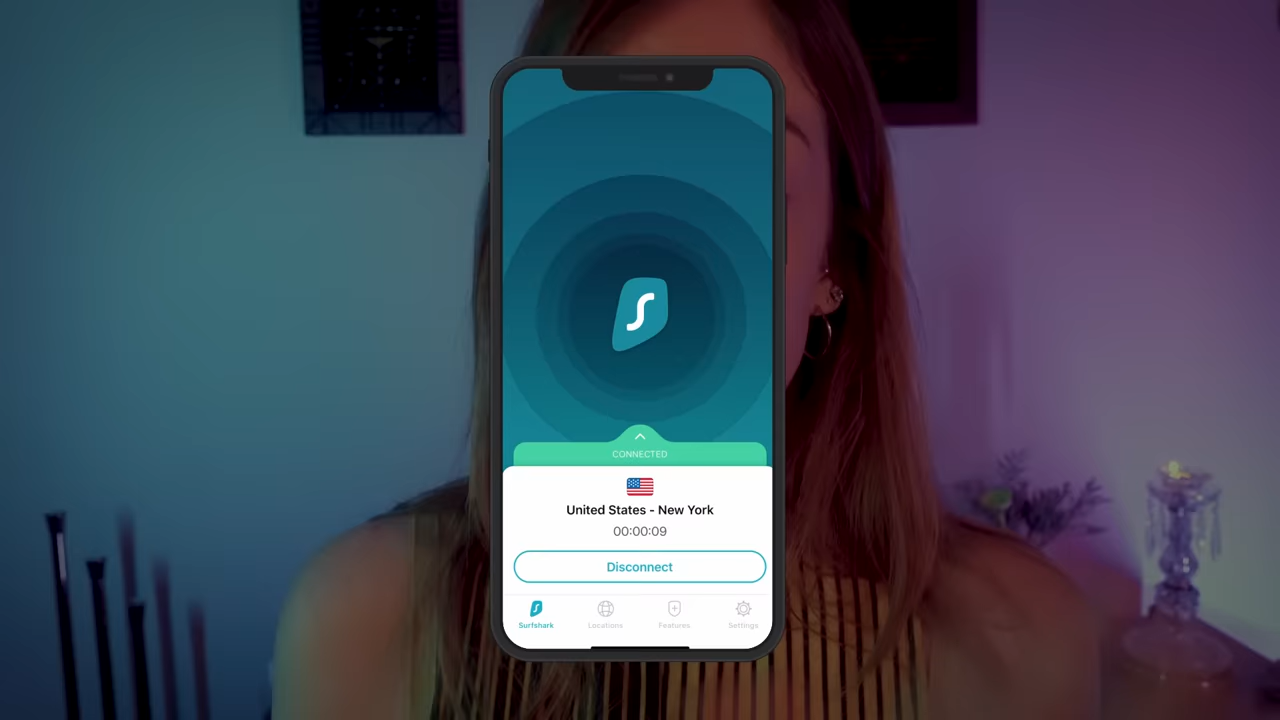 CONNECTED
United States - New York
00:00:09
Disconnect
Surfshark Locations Features Settings